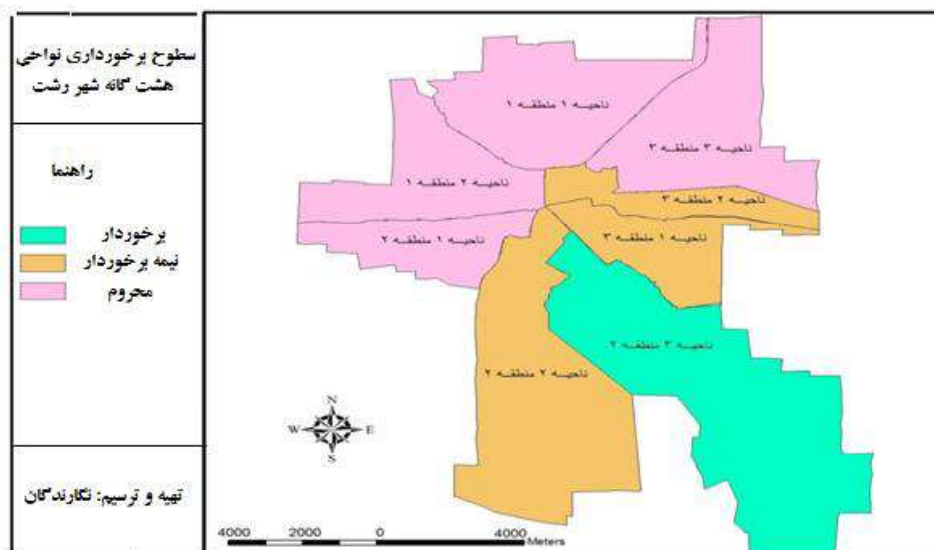 سطوح برخورداری نواحی
هشت گانه شهر رشت
راهنما
برخوردار
نیمه برخوردار
محروم
تهیه و ترسیم: نگارندگان
ناحیه ۱ منطقه ۱
ناحیه ۳ منطقه ۳
ناحیه ۲ منطقه ۱
ناحیه ۲ منطقه ۳
ناحیه ۱ منطقه ۲
ناحیه ۱ منطقه ۳
ناحیه ۳ منطقه ۲
ناحیه ۲ منطقه ۲
N
W E
S
4000 2000 0 4000
Meters